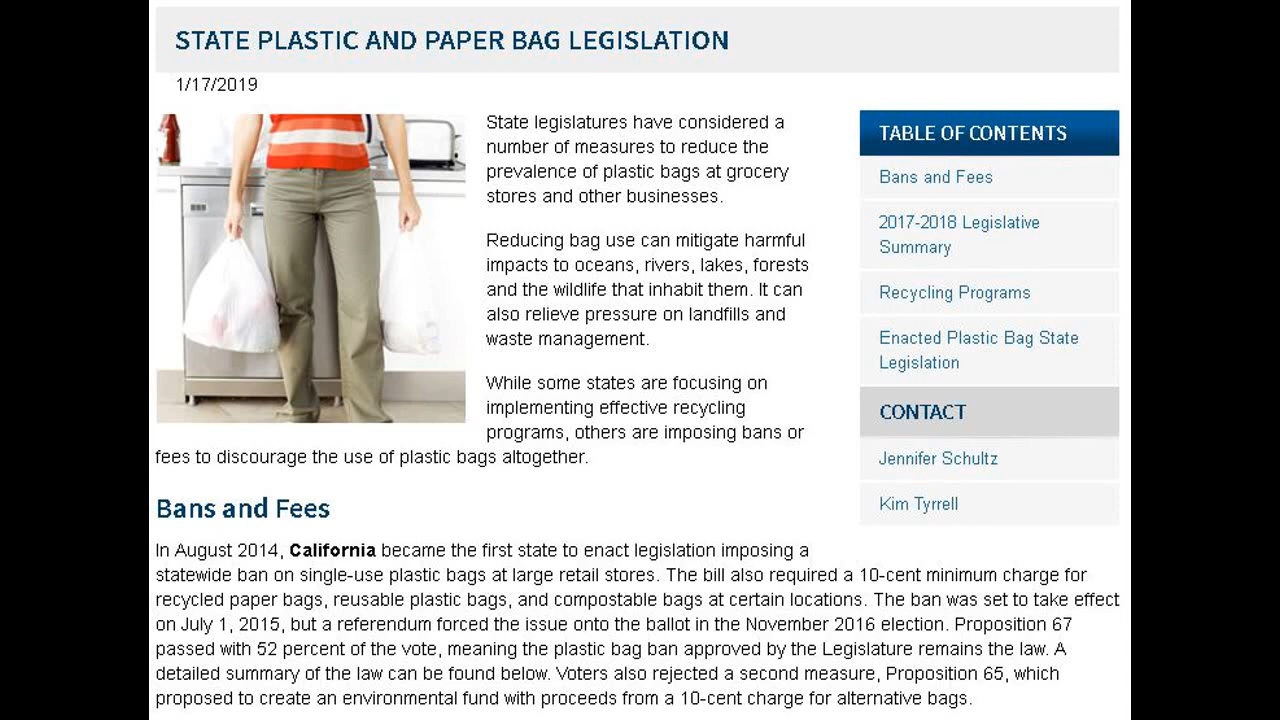 STATE PLASTIC AND PAPER BAG LEGISLATION
1/17/2019
State legislatures have considered a
number of measures to reduce the
prevalence of plastic bags at grocery
stores and other businesses.
Reducing bag use can mitigate harmful
impacts to oceans, rivers, lakes, forests
and the wildlife that inhabit them. It can
also relieve pressure on landfills and
waste management.
While some states are focusing on
implementing effective recycling
programs, others are imposing bans or
fees to discourage the use of plastic bags altogether.
TABLE OF CONTENTS
Bans and Fees
2017-2018 Legislative
Summary
Recycling Programs
Enacted Plastic Bag State
Legislation
CONTACT
Jennifer Schultz
Kim Tyrrell
Bans and Fees
In August 2014, California became the first state to enact legislation imposing a
statewide ban on single-use plastic bags at large retail stores. The bill also required a 10-cent minimum charge for
recycled paper bags, reusable plastic bags, and compostable bags at certain locations. The ban was set to take effect
on July 1, 2015, but a referendum forced the issue onto the ballot in the November 2016 election. Proposition 67
passed with 52 percent of the vote, meaning the plastic bag ban approved by the Legislature remains the law. A
detailed summary of the law can be found below. Voters also rejected a second measure, Proposition 65, which
proposed to create an environmental fund with proceeds from a 10-cent charge for alternative bags.